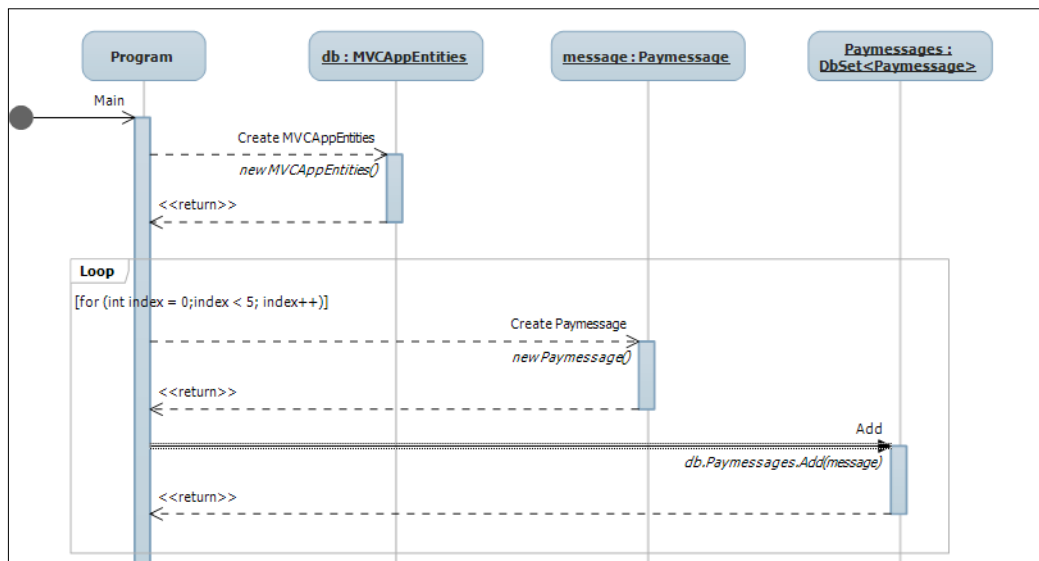 Program
db : MVCAppEntities
message : Paymessage
Paymessages :
DbSet<Paymessage>
Main
Create MVCAppEntities
new MVCAppEntities()
<<return>>
Loop
[for (int index = 0;index < 5; index++)]
Create Paymessage
new Paymessage()
<<return>>
Add
db.Paymessages.Add(message)
<<return>>